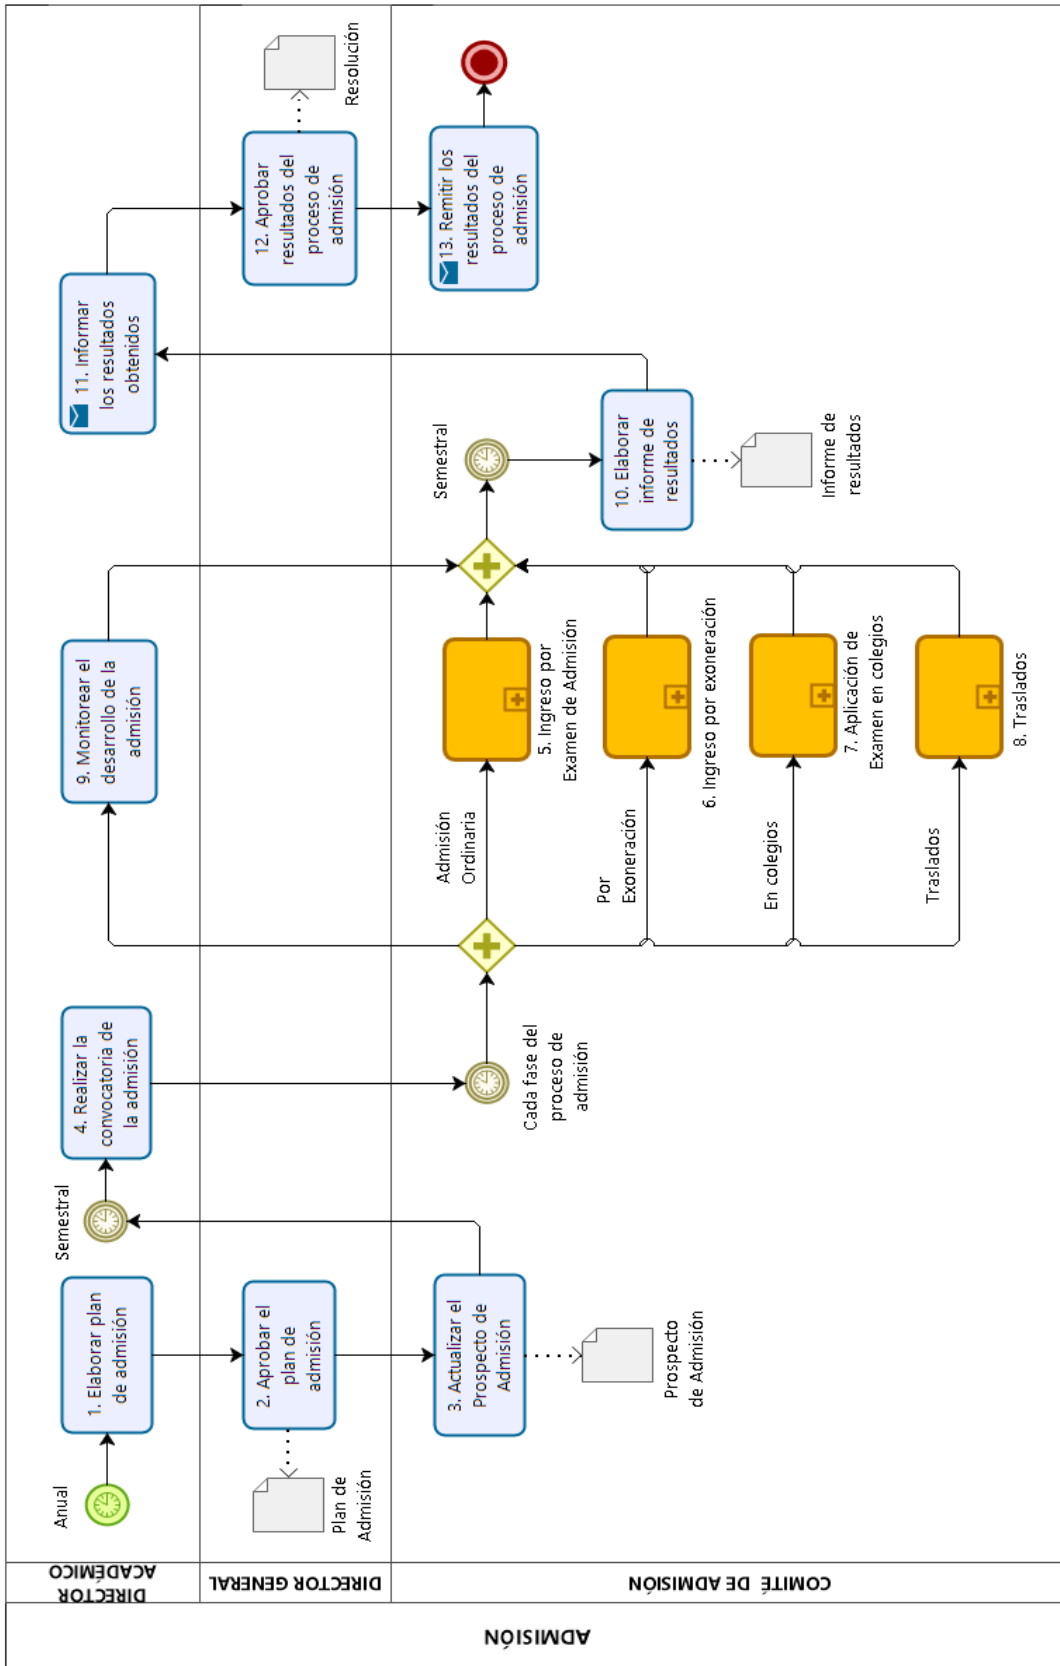 ADMISIÓN
DIRECTOR
ACADÉMICO
DIRECTOR GENERAL
COMITÉ DE ADMISIÓN
Anual
1. Elaborar plan
de admisión
Semestral
4. Realizar la
convocatoria de
la admisión
9. Monitorear el
desarrollo de la
admisión
11. Informar
los resultados
obtenidos
Plan de
Admisión
2. Aprobar el
plan de
admisión
12. Aprobar
resultados del
proceso de
admisión
Resolución
3. Actualizar el
Prospecto de
Admisión
Prospecto
de Admisión
Cada fase del
proceso de
admisión
Admisión
Ordinaria
5. Ingreso por
Examen de Admisión
Por
Exoneración
6. Ingreso por exoneración
En colegios
7. Aplicación de
Examen en colegios
Traslados
8. Traslados
Semestral
10. Elaborar
informe de
resultados
Informe de
resultados
13. Remitir los
resultados del
proceso de
admisión